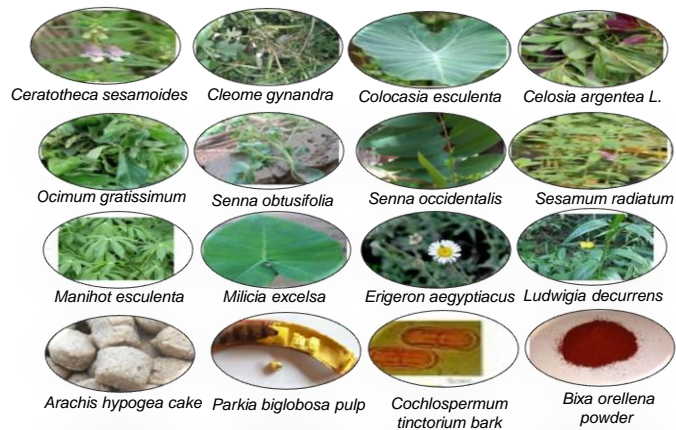 Ceratotheca sesamoides
Cleome gynandra
Colocasia esculenta
Celosia argentea L.
Ocimum gratissimum
Senna obtusifolia
Senna occidentalis
Sesamum radiatum
Manihot esculenta
Milicia excelsa
Erigeron aegyptiacus
Ludwigia decurrens
Arachis hypogea cake
Parkia biglobosa pulp
Cochlospermum
tinctorium bark
Bixa orellena
powder